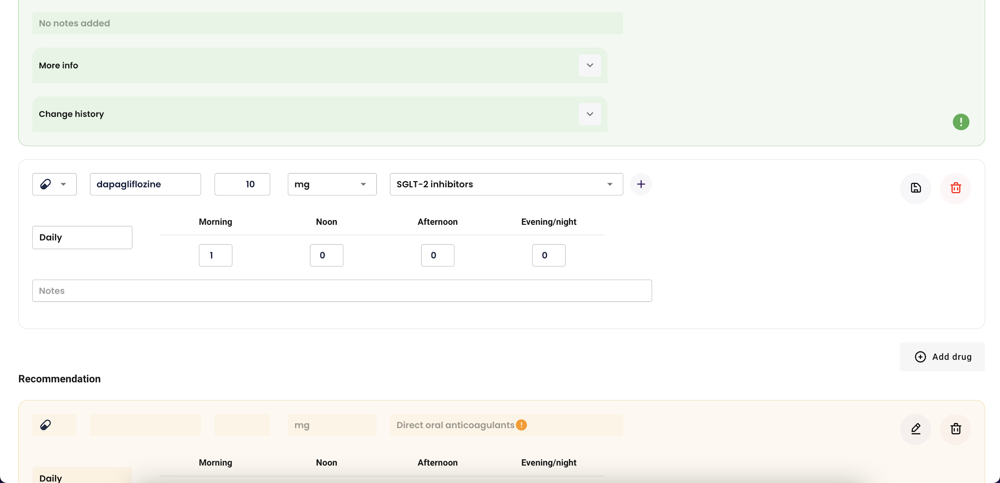 No notes added
More info
Change history
dapagliflozine 10 mg SGLT-2 inhibitors
Morning Noon Afternoon Evening/night
Daily
1 0 0 0
Notes
Add drug
Recommendation
mg Direct oral anticoagulants
Morning Noon Afternoon Evening/night
Daily